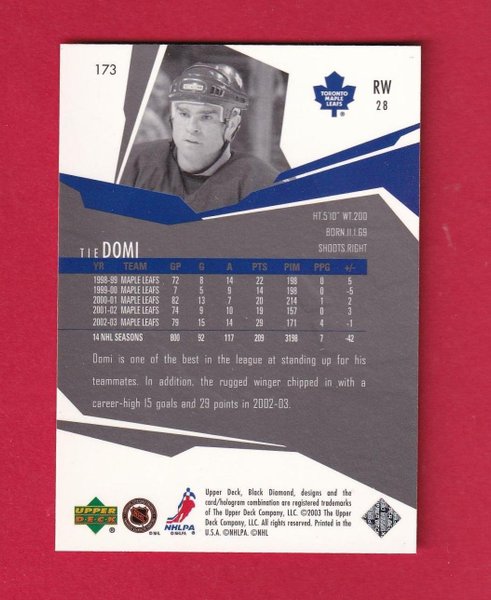 173
TORONTO
MAPLE
LEAFS
®
RW
28
HT.5'10" WT.200
BORN.11.1.69
SHOOTS.RIGHT
TIE DOMI
YR TEAM GP G A PTS PIM PPG +/-
1998-99 MAPLE LEAFS 72 8 14 22 198 0 5
1999-00 MAPLE LEAFS 7 5 9 14 198 0 -5
2000-01 MAPLE LEAFS 82 13 7 20 214 1 2
2001-02 MAPLE LEAFS 74 9 10 19 157 0 3
2002-03 MAPLE LEAFS 79 15 14 29 171 4 -1
14 NHL SEASONS 800 92 117 209 3198 7 -42
Domi is one of the best in the league at standing up for his
teammates. In addition, the rugged winger chipped in with a
career-high 15 goals and 29 points in 2002-03.
UPPER
DECK
NHLPA
Upper Deck, Black Diamond, designs and the
card/hologram combination are registered trademarks
of The Upper Deck Company, LLC. ©2003 The Upper
Deck Company, LLC. All rights reserved. Printed in the
U.S.A. ©NHLPA. ©NHL